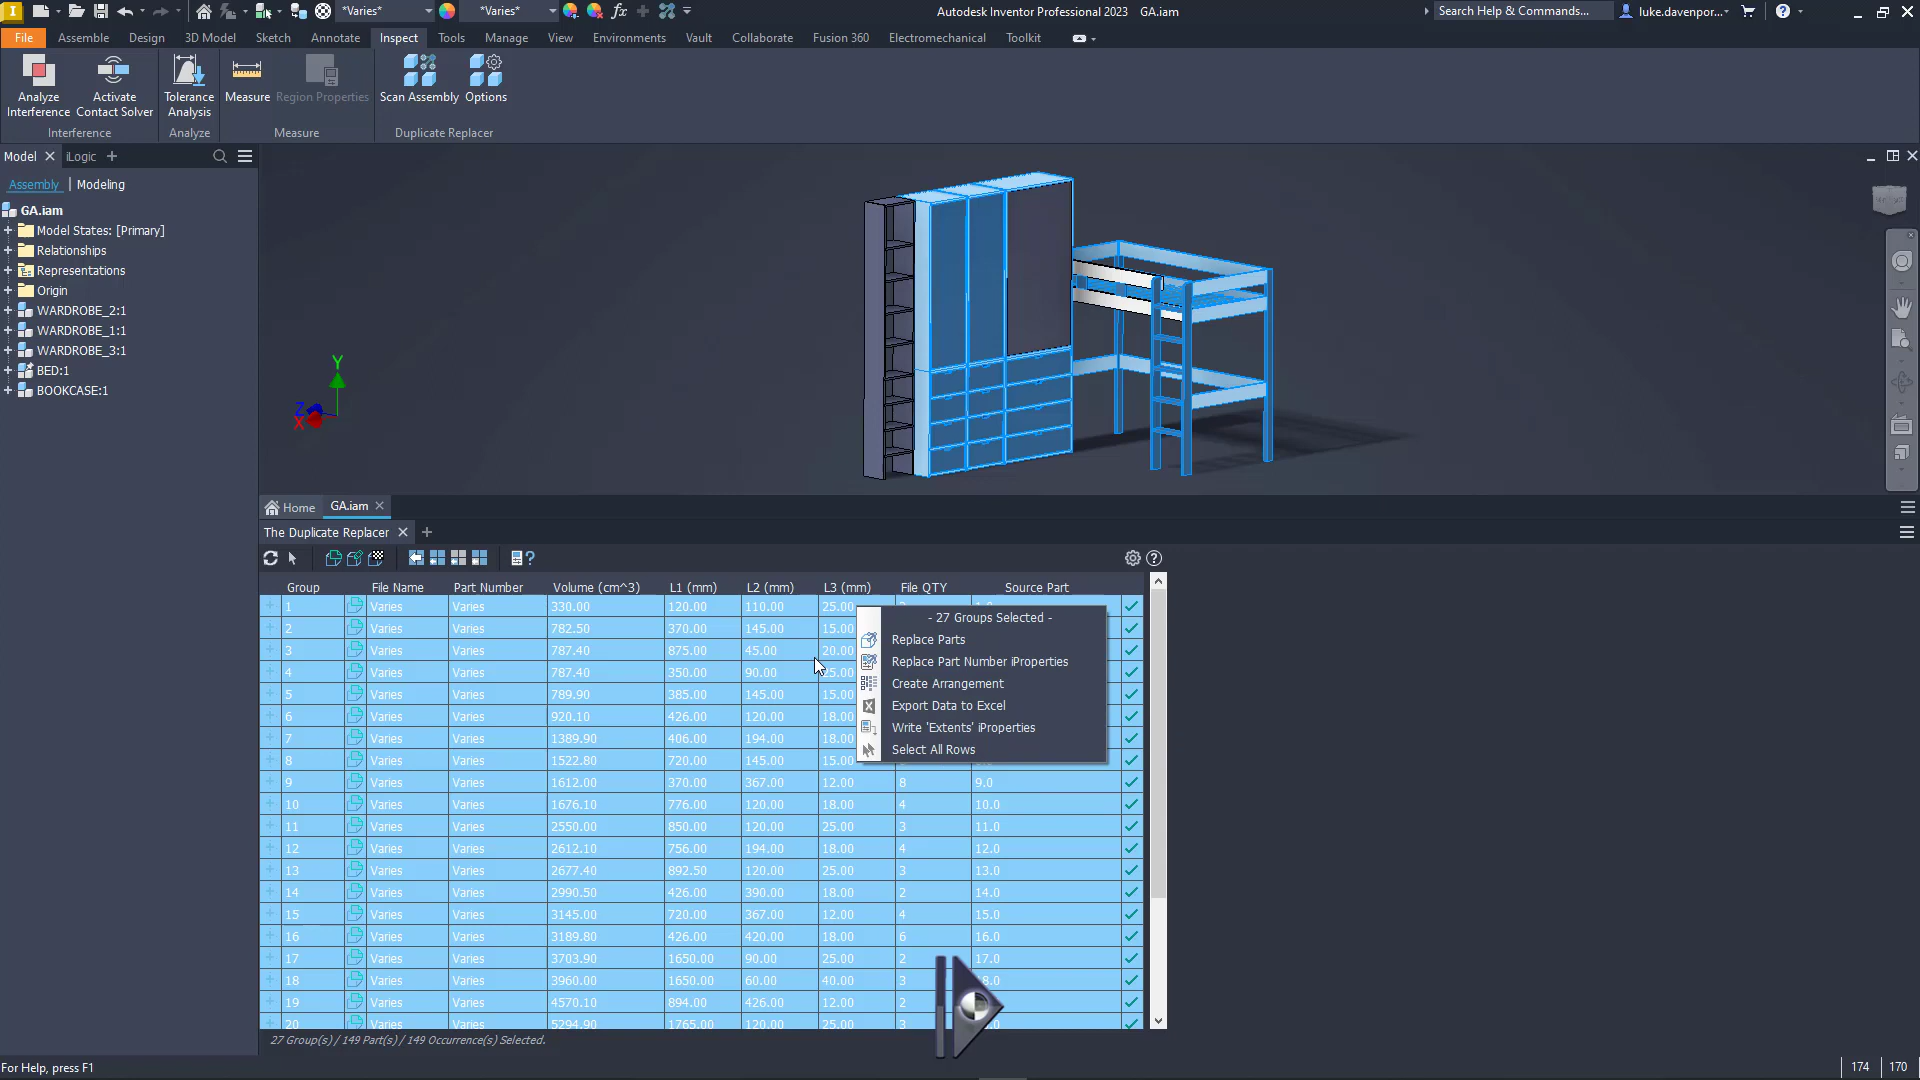 *Varies*
*Varies*
Autodesk Inventor Professional 2023 GA.iam
Search Help & Commands...
luke.davenpor...
File Assemble Design 3D Model Sketch Annotate Inspect Tools Manage View Environments Vault Collaborate Fusion 360 Electromechanical Toolkit
Analyze Interference
Activate Contact Solver
Tolerance Analysis
Measure
Region Properties
Scan Assembly
Options
Interference
Analyze
Measure
Duplicate Replacer
Model
iLogic
Assembly | Modeling
GA.iam
Model States: [Primary]
Relationships
Representations
Origin
WARDROBE_2:1
WARDROBE_1:1
WARDROBE_3:1
BED:1
BOOKCASE:1
Y
Z
X
Home
GA.iam
The Duplicate Replacer
Group File Name Part Number Volume (cm^3) L1 (mm) L2 (mm) L3 (mm) File QTY Source Part
1 Varies Varies 330.00 120.00 110.00 25.00
2 Varies Varies 782.50 370.00 145.00 15.00
3 Varies Varies 787.40 875.00 45.00 20.00
4 Varies Varies 787.40 350.00 90.00 25.00
5 Varies Varies 789.90 385.00 145.00 15.00
6 Varies Varies 920.10 426.00 120.00 18.00
7 Varies Varies 1389.90 406.00 194.00 18.00
8 Varies Varies 1522.80 720.00 145.00 15.00
9 Varies Varies 1612.00 370.00 367.00 12.00 8 9.0
10 Varies Varies 1676.10 776.00 120.00 18.00 4 10.0
11 Varies Varies 2550.00 850.00 120.00 25.00 3 11.0
12 Varies Varies 2612.10 756.00 194.00 18.00 4 12.0
13 Varies Varies 2677.40 892.50 120.00 25.00 3 13.0
14 Varies Varies 2990.50 426.00 390.00 18.00 2 14.0
15 Varies Varies 3145.00 720.00 367.00 12.00 4 15.0
16 Varies Varies 3189.80 426.00 420.00 18.00 6 16.0
17 Varies Varies 3703.90 1650.00 90.00 25.00 2 17.0
18 Varies Varies 3960.00 1650.00 60.00 40.00 3 8.0
19 Varies Varies 4570.10 894.00 426.00 12.00 2
20 Varies Varies 5294.90 1765.00 120.00 25.00 3
- 27 Groups Selected -
Replace Parts
Replace Part Number iProperties
Create Arrangement
Export Data to Excel
Write 'Extents' iProperties
Select All Rows
27 Group(s) / 149 Part(s) / 149 Occurrence(s) Selected.
For Help, press F1
174 170